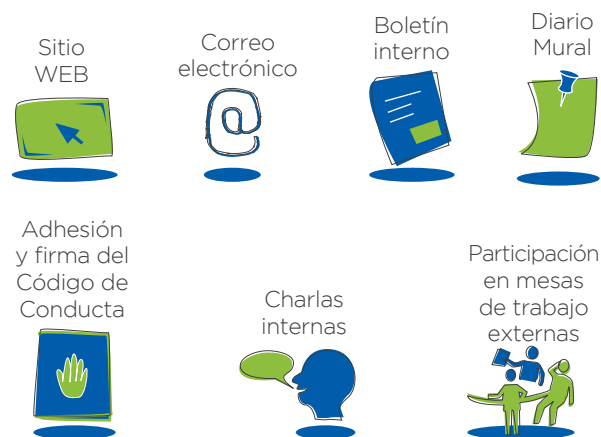 Sitio
WEB
Correo
electrónico
Boletín
interno
Diario
Mural
Adhesión
y firma del
Código de
Conducta
Charlas
internas
Participación
en mesas
de trabajo
externas